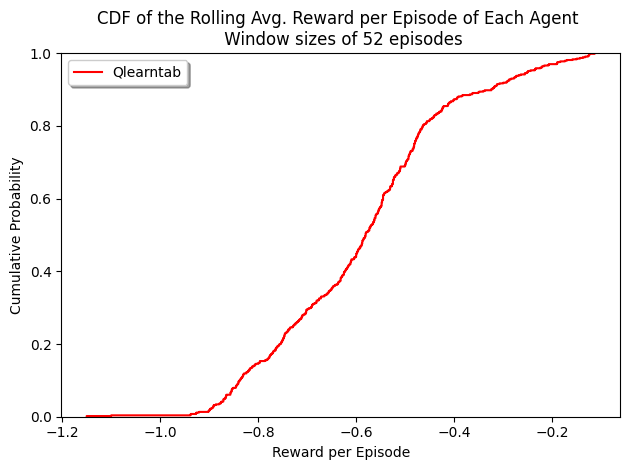 CDF of the Rolling Avg. Reward per Episode of Each Agent
Window sizes of 52 episodes
Qlearntab
Cumulative Probability
1.0
0.8
0.6
0.4
0.2
0.0
−1.2
−1.0
−0.8
−0.6
−0.4
−0.2
Reward per Episode